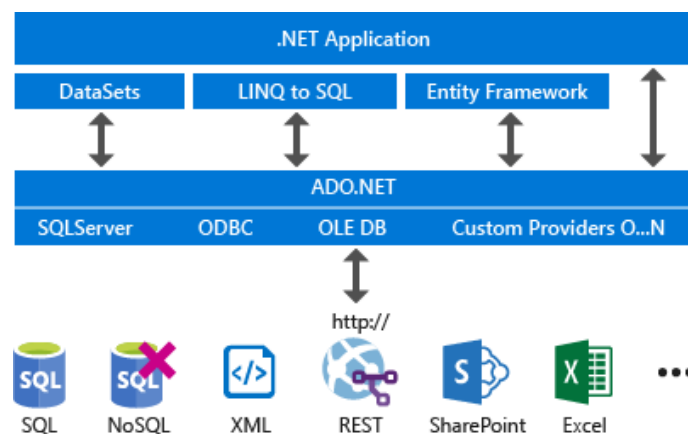 .NET Application
DataSets LINQ to SQL Entity Framework
ADO.NET
SQLServer ODBC OLE DB Custom Providers O...N
http://
SQL SQL </> S X
SQL NoSQL XML REST SharePoint Excel